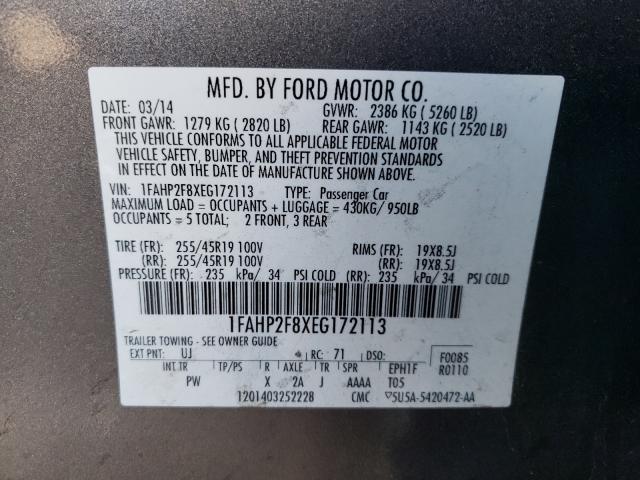 MFD. BY FORD MOTOR CO.
DATE: 03/14 GVWR: 2386 KG ( 5260 LB)
FRONT GAWR: 1279 KG ( 2820 LB) REAR GAWR: 1143 KG ( 2520 LB)
THIS VEHICLE CONFORMS TO ALL APPLICABLE FEDERAL MOTOR
VEHICLE SAFETY, BUMPER, AND THEFT PREVENTION STANDARDS
IN EFFECT ON THE DATE OF MANUFACTURE SHOWN ABOVE.
VIN: 1FAHP2F8XEG172113 TYPE: Passenger Car
MAXIMUM LOAD = OCCUPANTS + LUGGAGE = 430KG/ 950LB
OCCUPANTS = 5 TOTAL; 2 FRONT, 3 REAR
TIRE (FR): 255/45R19 100V RIMS (FR): 19X8.5J
(RR): 255/45R19 100V (RR): 19X8.5J
PRESSURE (FR): 235 kPa/ 34 PSI COLD (RR): 235 kPa/ 34 PSI COLD
1FAHP2F8XEG172113
TRAILER TOWING - SEE OWNER GUIDE
EXT PNT: UJ RC: 71 DSO: F0085
INT TR TP/PS R AXLE TR SPR EPH1F R0110
PW X 2A J AAAA T05
1201403252228 CMC ▽5U5A-5420472-AA